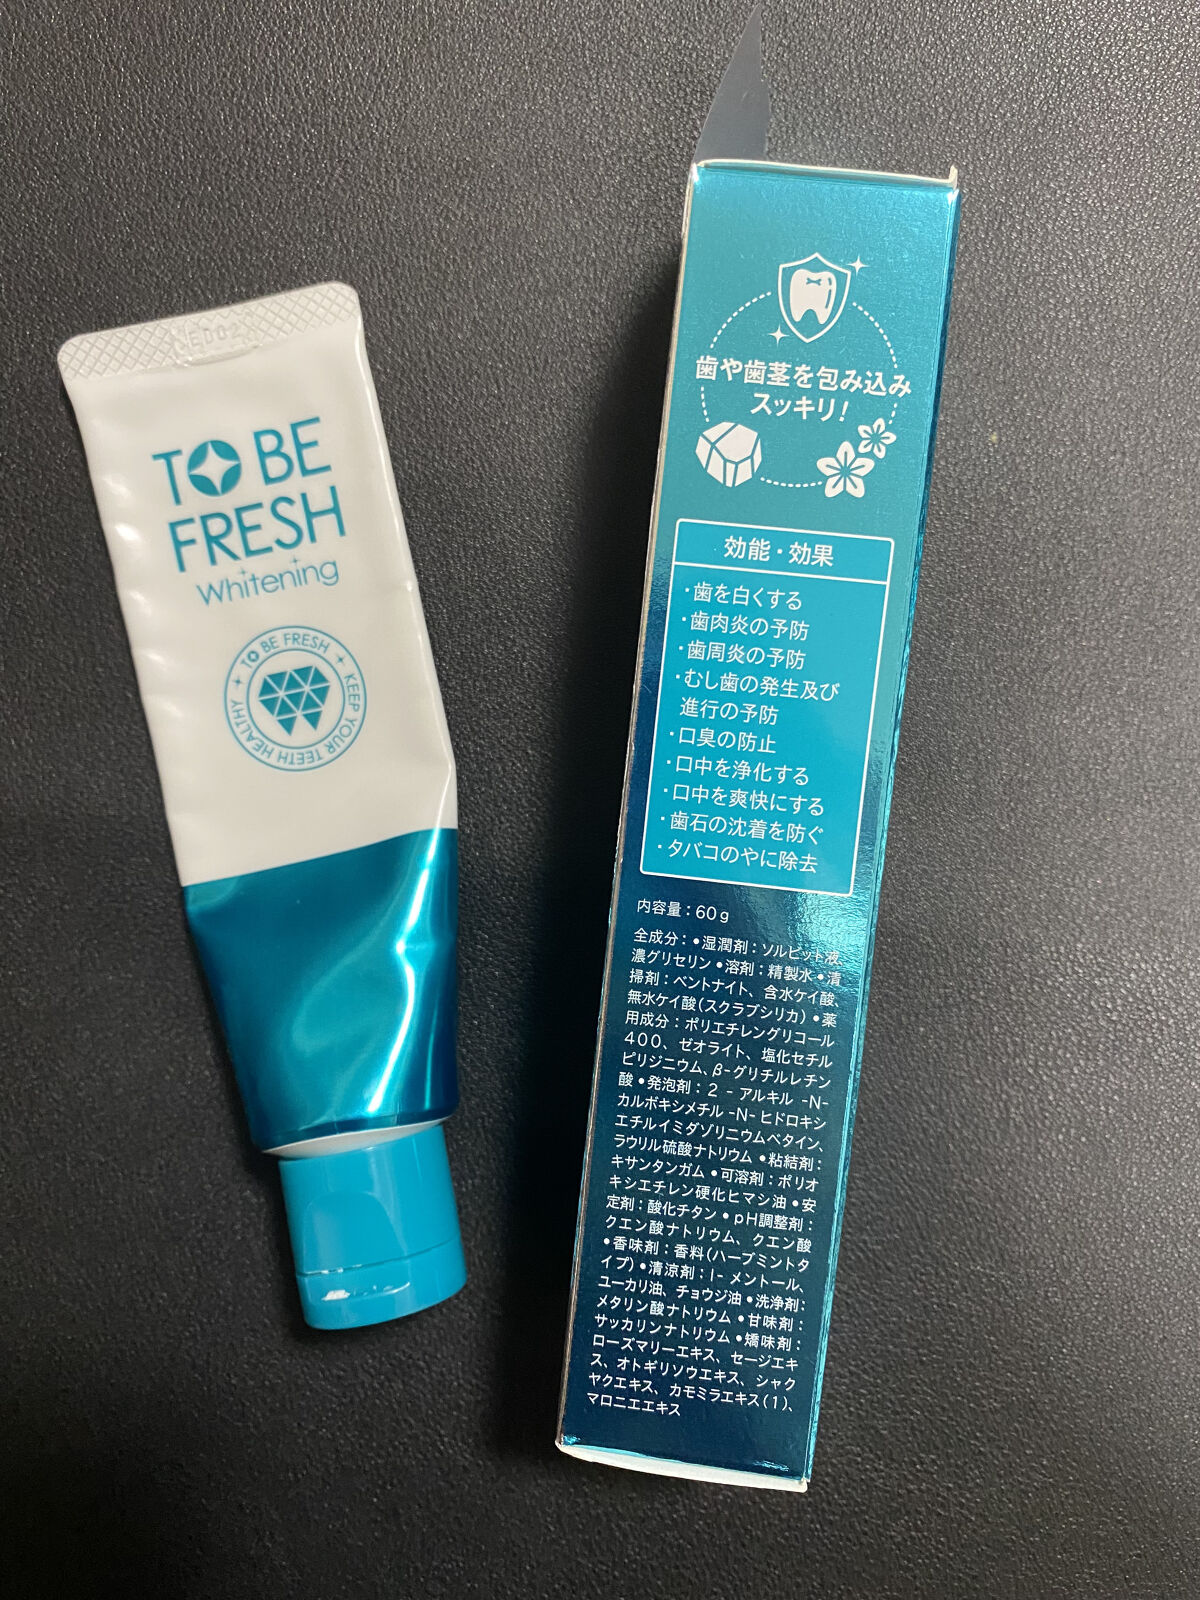 TO BE
FRESH
Whitening
TO BE FRESH
KEEP YOUR TEETH HEALTHY
歯や歯茎を包み込み
スッキリ！
効能・効果
・歯を白くする
・歯肉炎の予防
・歯周炎の予防
・むし歯の発生及び
進行の予防
・口臭の防止
・口中を浄化する
・口中を爽快にする
・歯石の沈着を防ぐ
・タバコのやに除去
内容量：60g
全成分：●湿潤剤：ソルビット液、
濃グリセリン●溶剤：精製水●清
掃剤：ベントナイト、含水ケイ酸、
無水ケイ酸(スクラブシリカ)●薬
用成分：ポリエチレングリコール
400、ゼオライト、塩化セチル
ピリジニウム、β-グリチルレチン
酸●発泡剤：2-アルキル-N-
カルボキシメチル-N-ヒドロキシ
エチルイミダゾリニウムベタイン、
ラウリル硫酸ナトリウム●粘結剤：
キサンタンガム●可溶剤：ポリオ
キシエチレン硬化ヒマシ油●安
定剤：酸化チタン●pH調整剤：
クエン酸ナトリウム、クエン酸
●香味剤：香料(ハーブミントタ
イプ)●清涼剤：l-メントール、
ユーカリ油、チョウジ油●洗浄剤：
メタリン酸ナトリウム●甘味剤：
サッカリンナトリウム●矯味剤：
ローズマリーエキス、セージエキ
ス、オトギリソウエキス、シャク
ヤクエキス、カモミラエキス(1)、
マロニエエキス